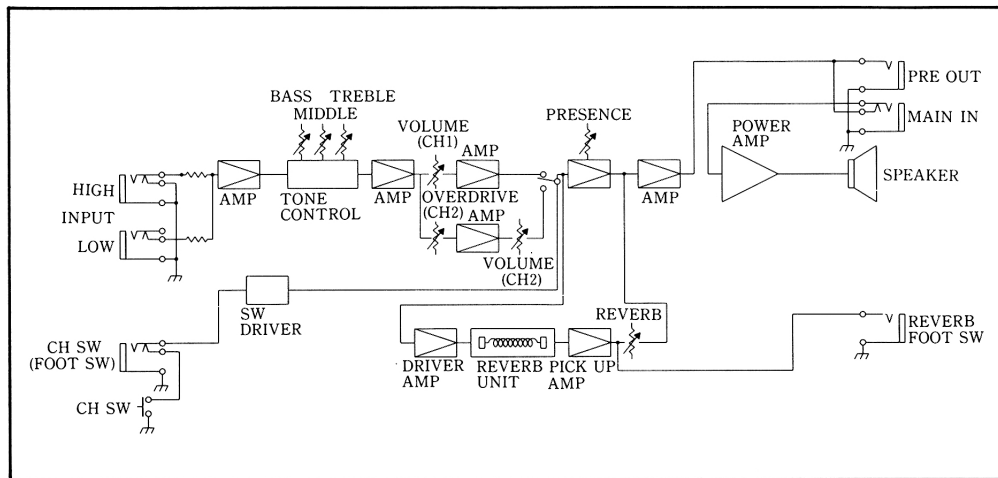 BASS TREBLE
MIDDLE
VOLUME
(CH1)
AMP
PRESENCE
PRE OUT
MAIN IN
POWER
AMP
SPEAKER
HIGH
INPUT
LOW
AMP
TONE
CONTROL
AMP
OVERDRIVE
(CH2)
AMP
VOLUME
(CH2)
AMP
SW
DRIVER
CH SW
(FOOT SW)
CH SW
DRIVER
AMP
REVERB
UNIT
PICK UP
AMP
REVERB
REVERB
FOOT SW